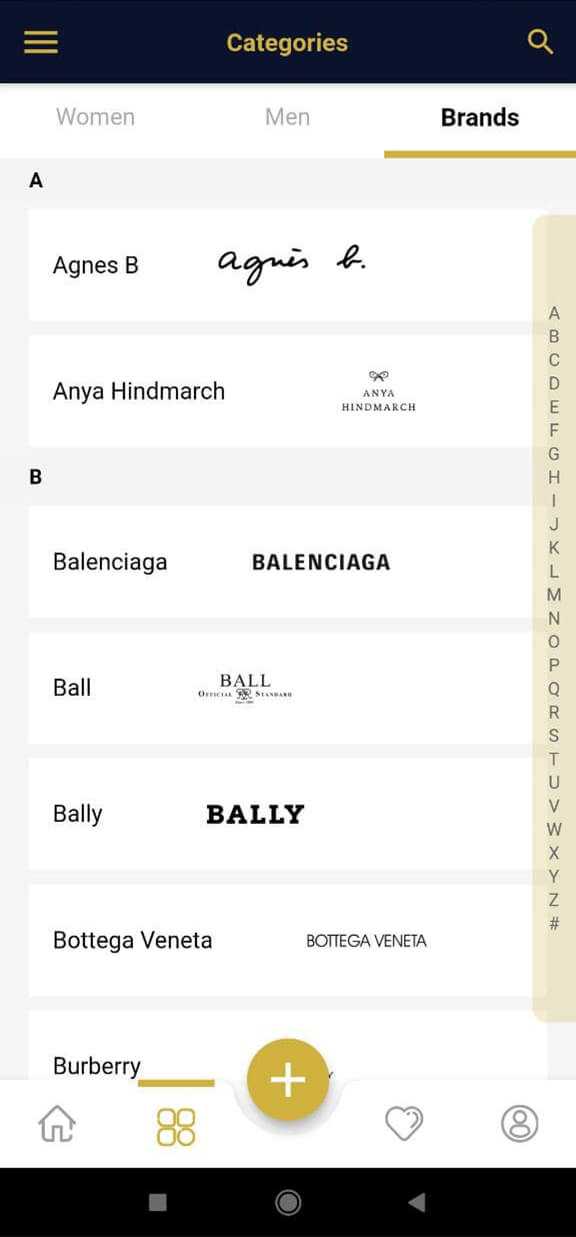 Categories
Women Men Brands
A
Agnes B agnès b.
Anya Hindmarch ANYA
HINDMARCH
B
Balenciaga BALENCIAGA
Ball BALL
OFFICIAL STANDARD
Bally BALLY
Bottega Veneta BOTTEGA VENETA
Burberry
A
B
C
D
E
F
G
H
I
J
K
L
M
N
O
P
Q
R
S
T
U
V
W
X
Y
Z
#